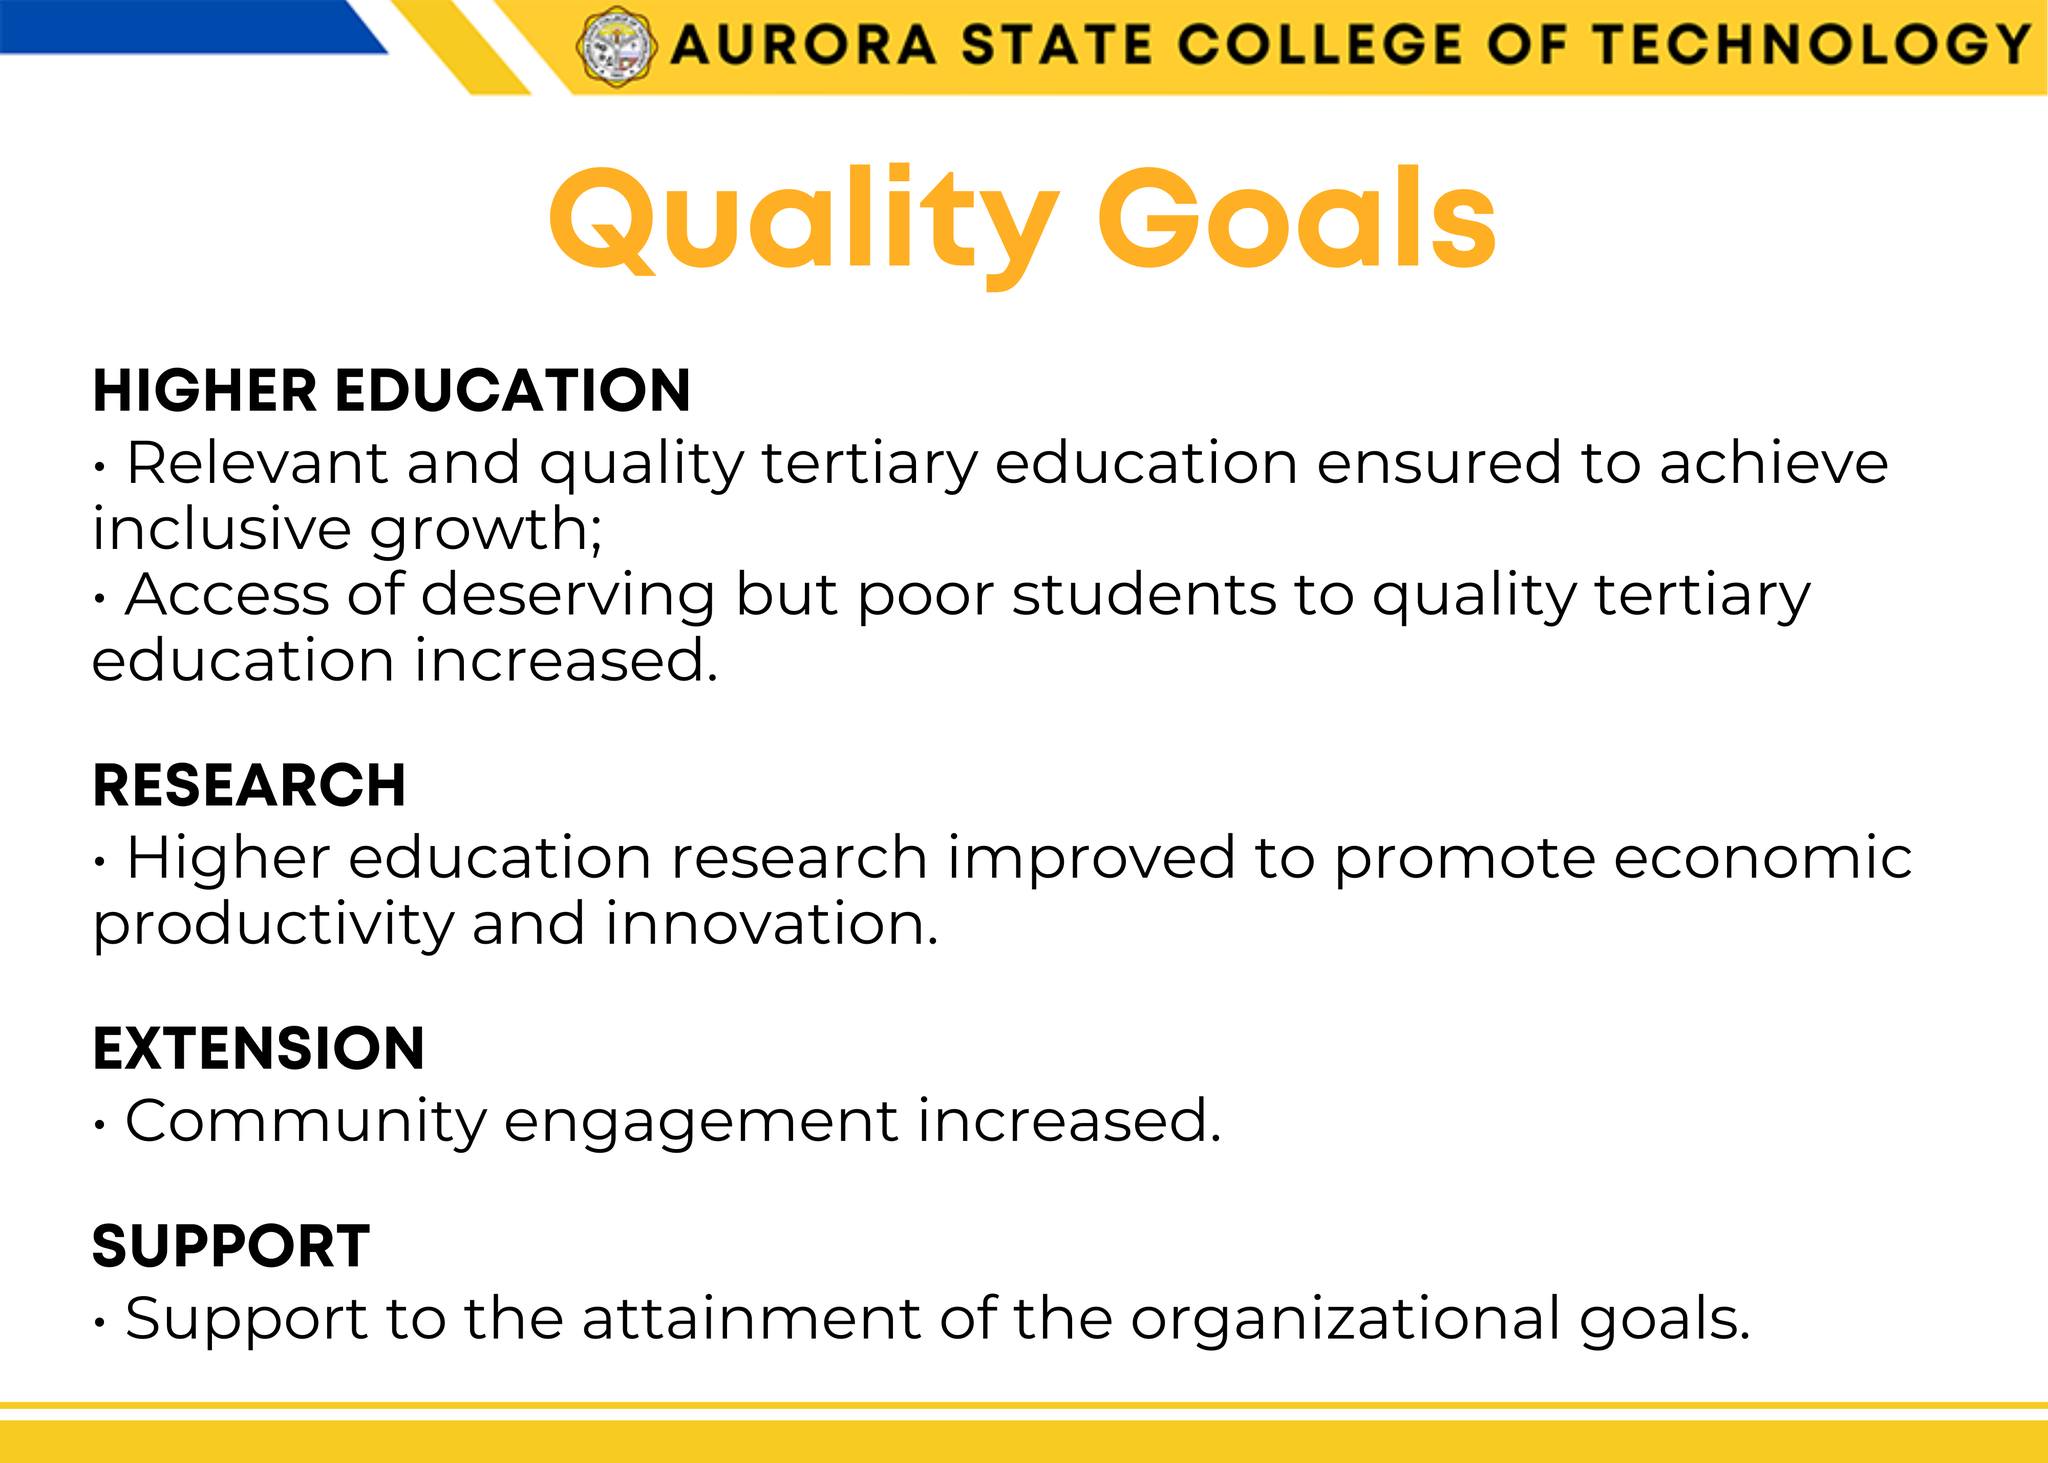 AURORA STATE COLLEGE OF TECHNOLOGY
Quality Goals
HIGHER EDUCATION
• Relevant and quality tertiary education ensured to achieve
inclusive growth;
• Access of deserving but poor students to quality tertiary
education increased.
RESEARCH
• Higher education research improved to promote economic
productivity and innovation.
EXTENSION
• Community engagement increased.
SUPPORT
• Support to the attainment of the organizational goals.